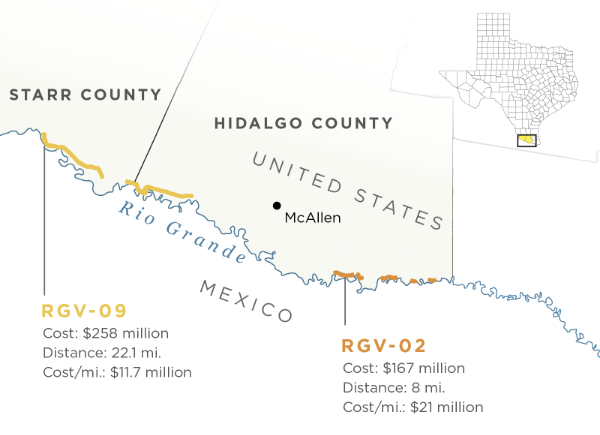 STARR COUNTY
HIDALGO COUNTY
UNITED STATES
McAllen
Rio Grande
MEXICO
RGV-09
Cost: $258 million
Distance: 22.1 mi.
Cost/mi.: $11.7 million
RGV-02
Cost: $167 million
Distance: 8 mi.
Cost/mi.: $21 million